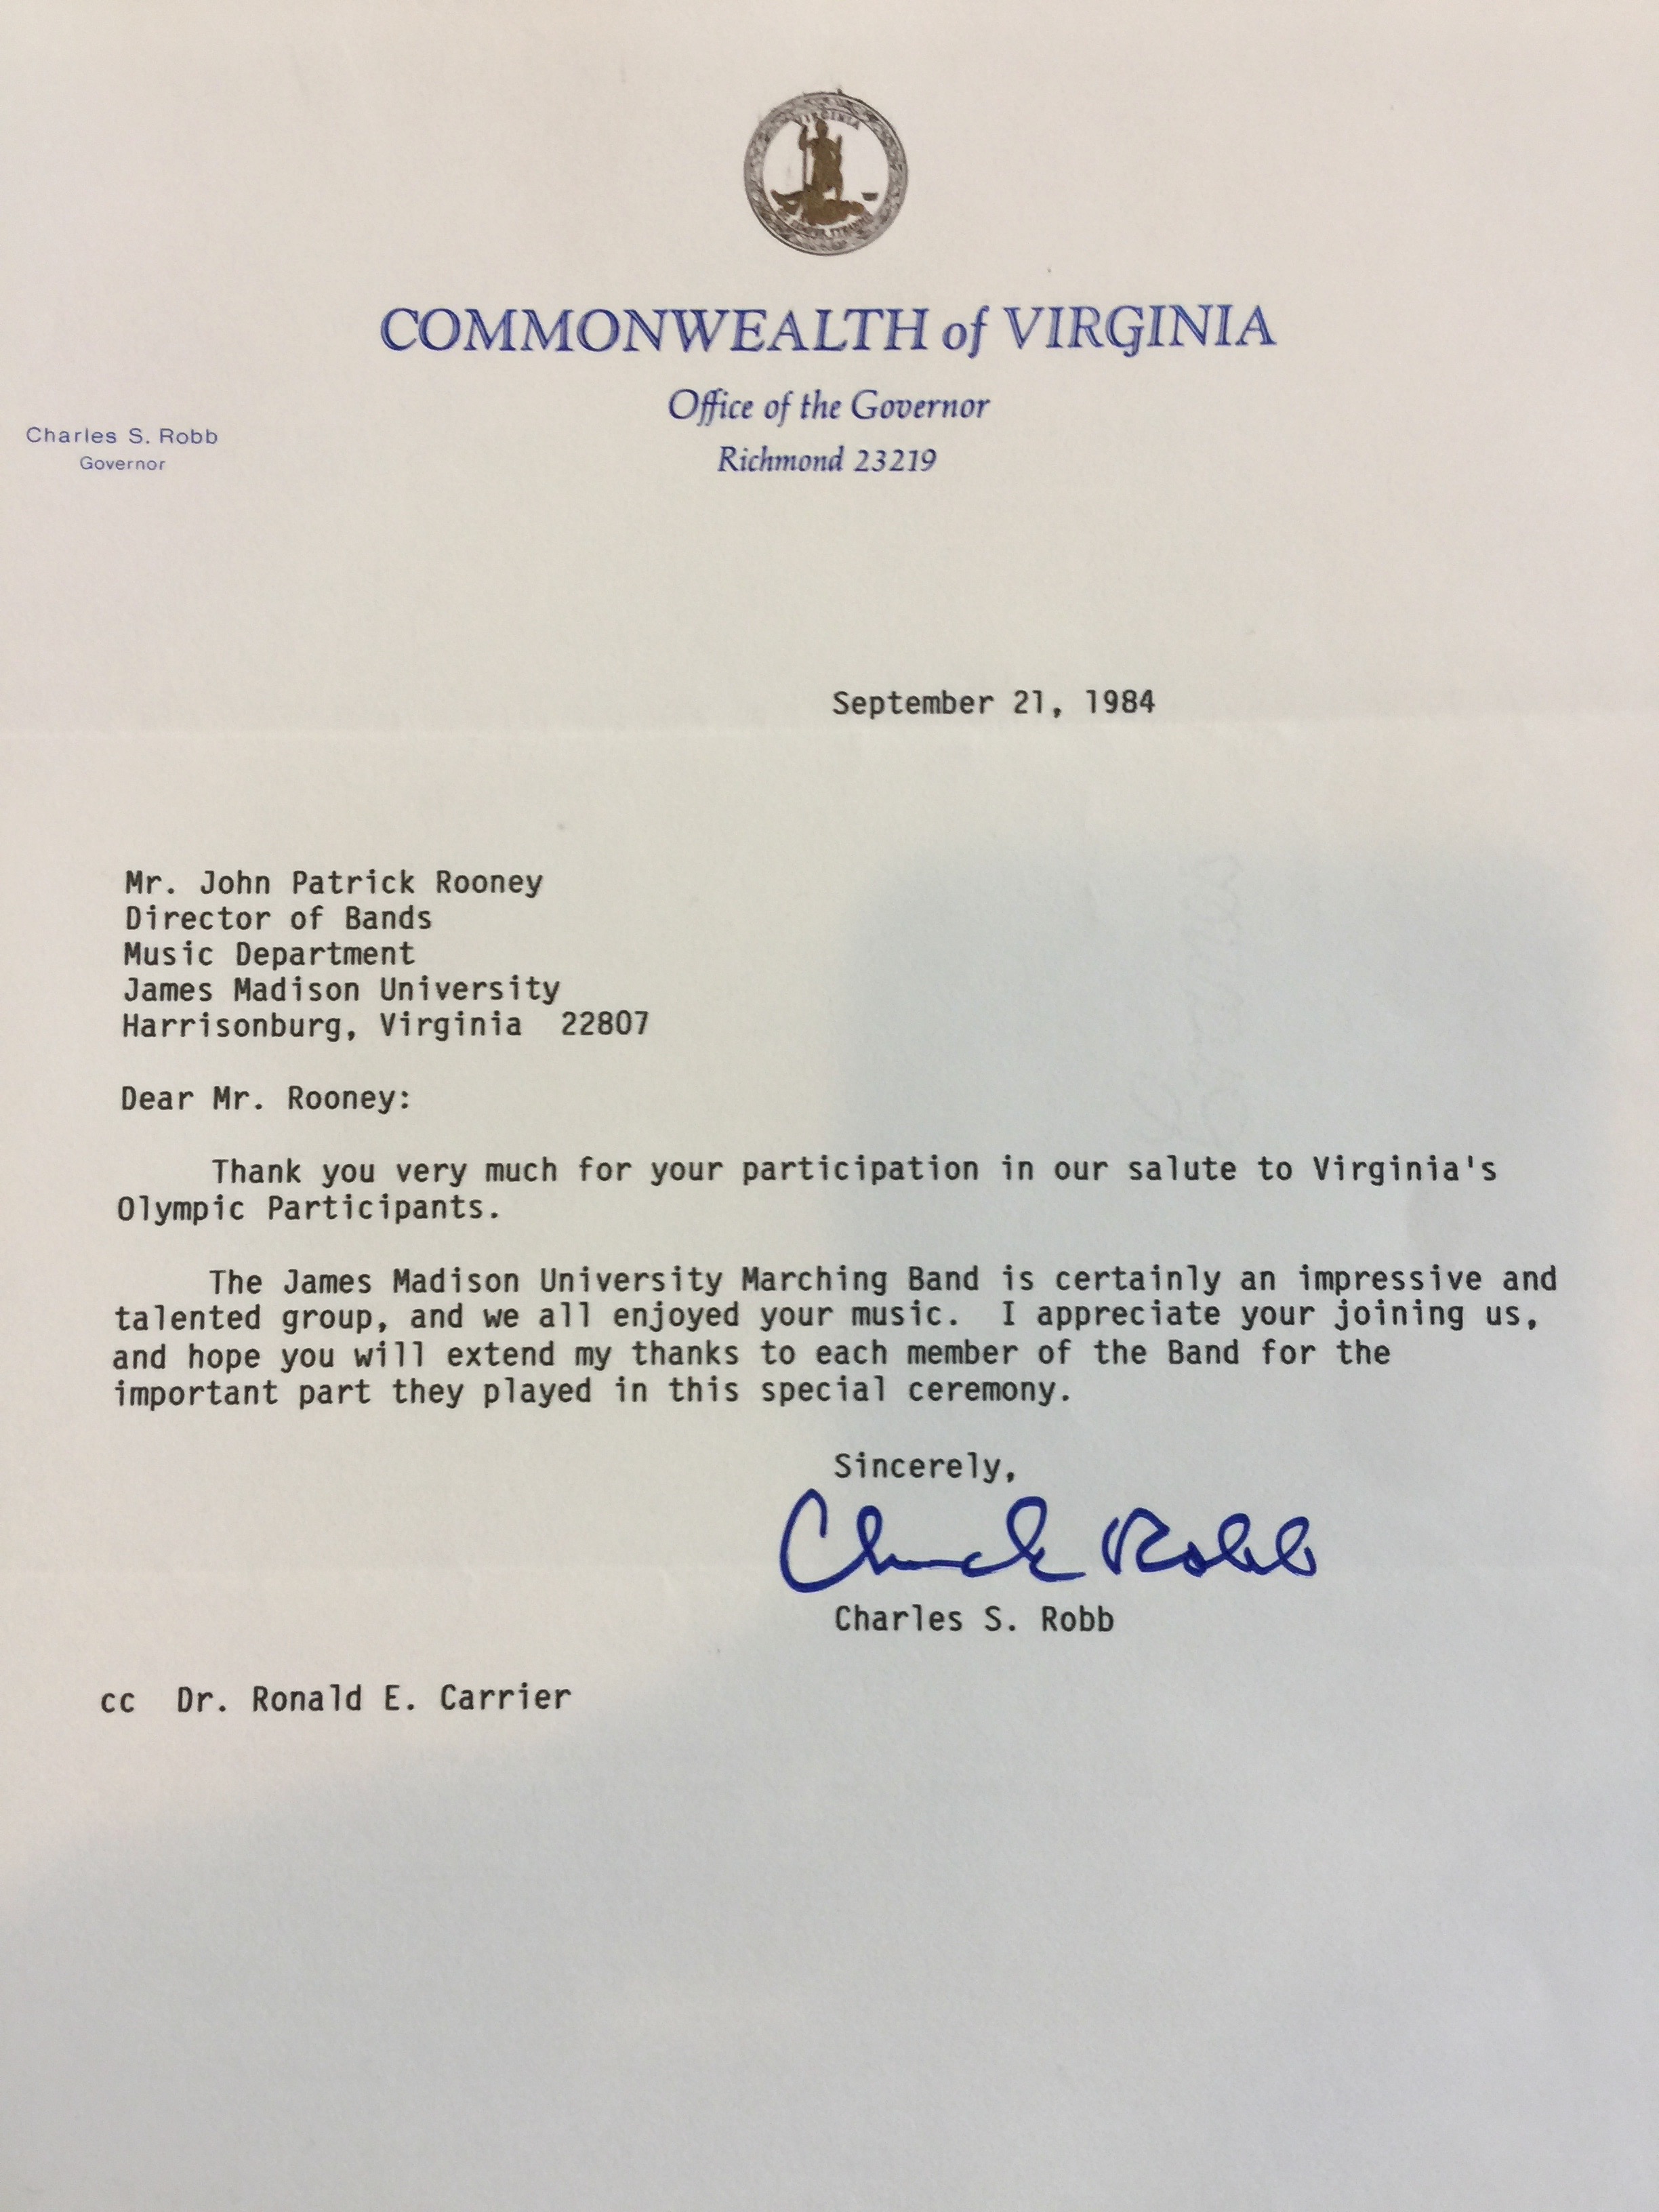 VIRGINIA
COMMONWEALTH of VIRGINIA
Office of the Governor
Richmond 23219
Charles S. Robb
Governor
September 21, 1984
Mr. John Patrick Rooney
Director of Bands
Music Department
James Madison University
Harrisonburg, Virginia  22807
Dear Mr. Rooney:
Thank you very much for your participation in our salute to Virginia's
Olympic Participants.
The James Madison University Marching Band is certainly an impressive and
talented group, and we all enjoyed your music.  I appreciate your joining us,
and hope you will extend my thanks to each member of the Band for the
important part they played in this special ceremony.
Sincerely,
Chuck Robb
Charles S. Robb
cc  Dr. Ronald E. Carrier